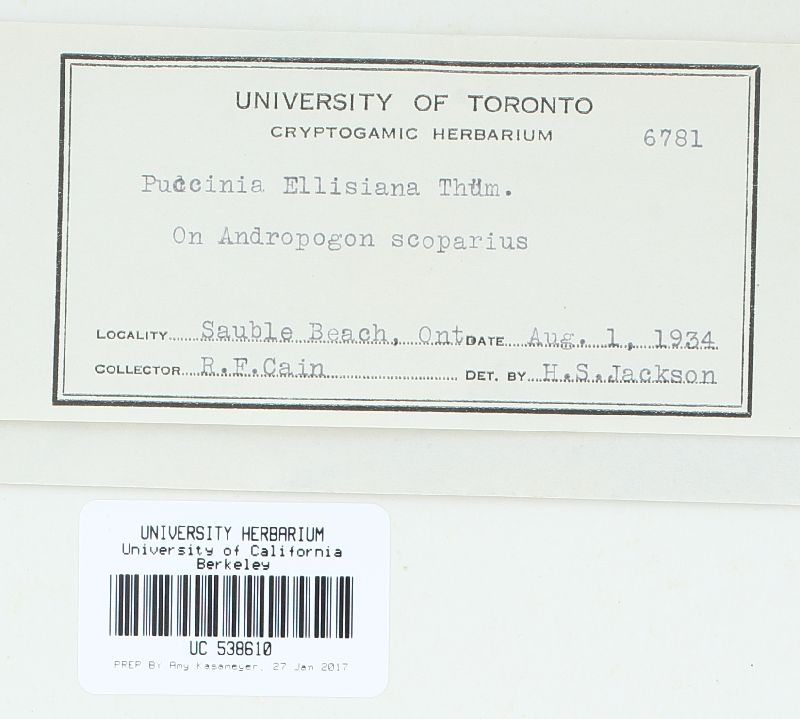 UNIVERSITY OF TORONTO
CRYPTOGAMIC HERBARIUM
6781
Puccinia Ellisiana Thüm.
On Andropogon scoparius
LOCALITY Sauble Beach, Ont DATE Aug. 1, 1934
COLLECTOR R.F.Cain DET. BY H.S.Jackson
UNIVERSITY HERBARIUM
University of California
Berkeley
UC 538610
PREP BY Amy Kasameyer, 27 Jan 2017